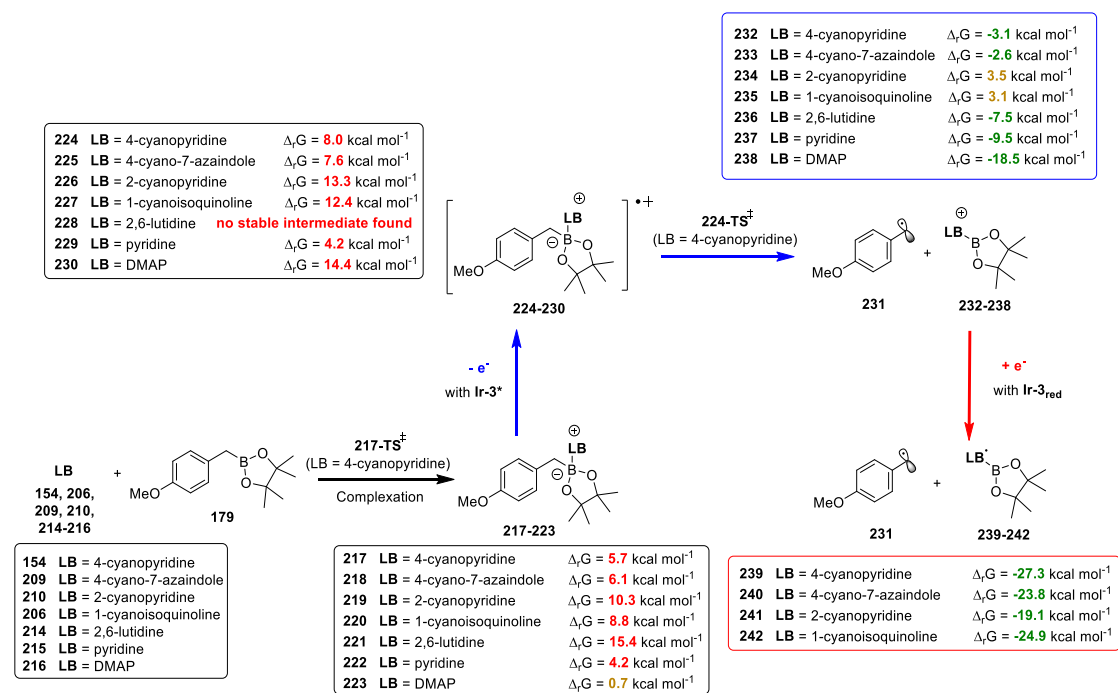 232 LB = 4-cyanopyridine ΔrG = -3.1 kcal mol-1
233 LB = 4-cyano-7-azaindole ΔrG = -2.6 kcal mol-1
234 LB = 2-cyanopyridine ΔrG = 3.5 kcal mol-1
235 LB = 1-cyanoisoquinoline ΔrG = 3.1 kcal mol-1
236 LB = 2,6-lutidine ΔrG = -7.5 kcal mol-1
237 LB = pyridine ΔrG = -9.5 kcal mol-1
238 LB = DMAP ΔrG = -18.5 kcal mol-1
224 LB = 4-cyanopyridine ΔrG = 8.0 kcal mol-1
225 LB = 4-cyano-7-azaindole ΔrG = 7.6 kcal mol-1
226 LB = 2-cyanopyridine ΔrG = 13.3 kcal mol-1
227 LB = 1-cyanoisoquinoline ΔrG = 12.4 kcal mol-1
228 LB = 2,6-lutidine no stable intermediate found
229 LB = pyridine ΔrG = 4.2 kcal mol-1
230 LB = DMAP ΔrG = 14.4 kcal mol-1
•+
⊕
LB
⊖
B
O
O
MeO
224-230
224-TS‡
(LB = 4-cyanopyridine)
MeO
231
+
⊕
LB
B
O
O
232-238
- e-
with Ir-3*
+ e-
with Ir-3red
LB
154, 206,
209, 210,
214-216
+
MeO
B
O
O
179
217-TS‡
(LB = 4-cyanopyridine)
Complexation
⊕
LB
⊖
B
O
O
MeO
217-223
MeO
231
+
LB•
B
O
O
239-242
154 LB = 4-cyanopyridine
209 LB = 4-cyano-7-azaindole
210 LB = 2-cyanopyridine
206 LB = 1-cyanoisoquinoline
214 LB = 2,6-lutidine
215 LB = pyridine
216 LB = DMAP
217 LB = 4-cyanopyridine ΔrG = 5.7 kcal mol-1
218 LB = 4-cyano-7-azaindole ΔrG = 6.1 kcal mol-1
219 LB = 2-cyanopyridine ΔrG = 10.3 kcal mol-1
220 LB = 1-cyanoisoquinoline ΔrG = 8.8 kcal mol-1
221 LB = 2,6-lutidine ΔrG = 15.4 kcal mol-1
222 LB = pyridine ΔrG = 4.2 kcal mol-1
223 LB = DMAP ΔrG = 0.7 kcal mol-1
239 LB = 4-cyanopyridine ΔrG = -27.3 kcal mol-1
240 LB = 4-cyano-7-azaindole ΔrG = -23.8 kcal mol-1
241 LB = 2-cyanopyridine ΔrG = -19.1 kcal mol-1
242 LB = 1-cyanoisoquinoline ΔrG = -24.9 kcal mol-1